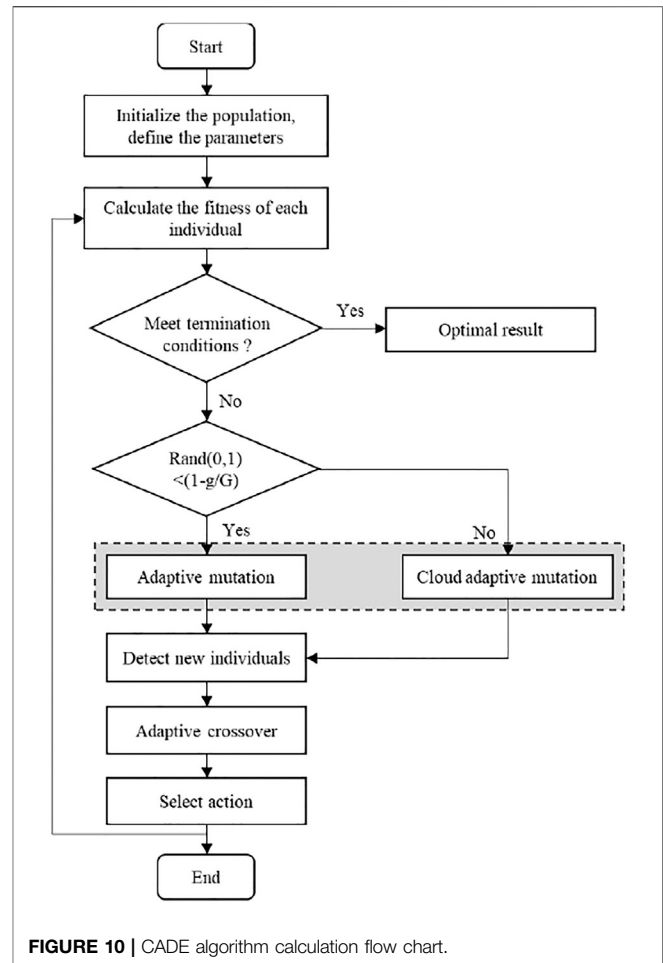 Start
Initialize the population,
define the parameters
Calculate the fitness of each
individual
Meet termination
conditions ?
Yes
Optimal result
No
Rand(0,1)
<(1-g/G)
Yes
No
Adaptive mutation
Cloud adaptive mutation
Detect new individuals
Adaptive crossover
Select action
End
FIGURE 10 | CADE algorithm calculation flow chart.